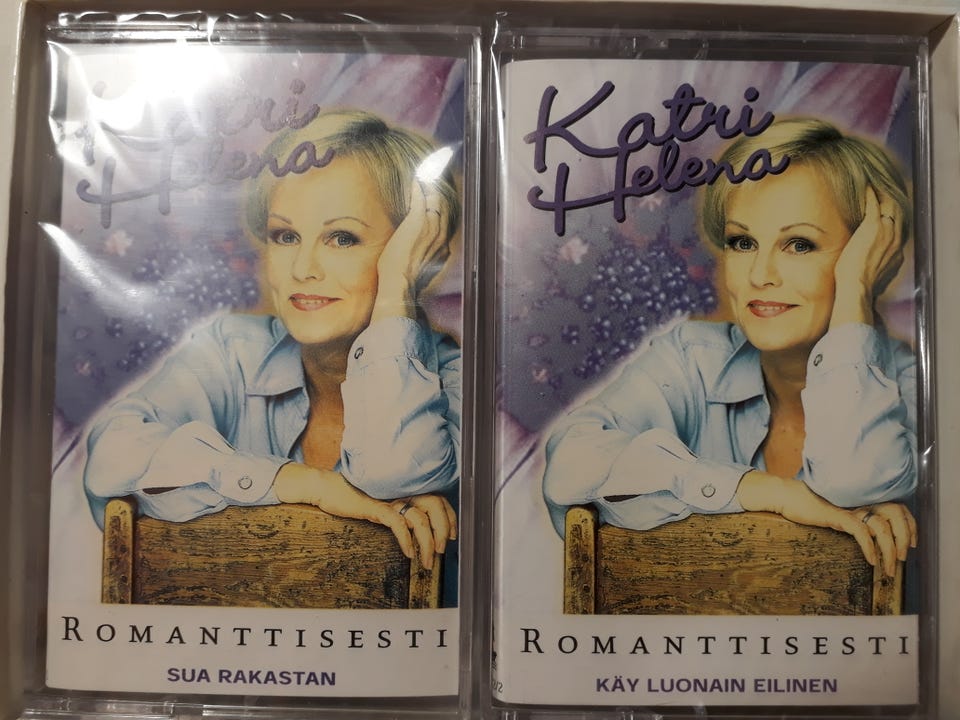 Katri
Helena
ROMANTTISESTI
SUA RAKASTAN
Katri
Helena
ROMANTTISESTI
KÄY LUONAIN EILINEN